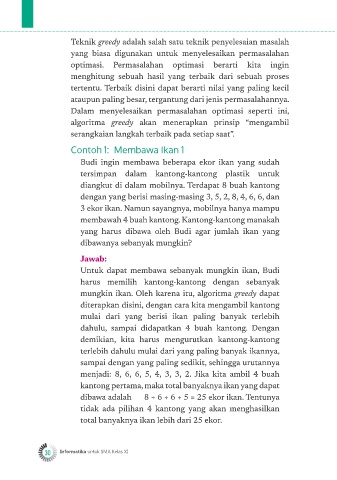 Teknik greedy adalah salah satu teknik penyelesaian masalah
yang biasa digunakan untuk menyelesaikan permasalahan
optimasi. Permasalahan optimasi berarti kita ingin
menghitung sebuah hasil yang terbaik dari sebuah proses
tertentu. Terbaik disini dapat berarti nilai yang paling kecil
ataupun paling besar, tergantung dari jenis permasalahannya.
Dalam menyelesaikan permasalahan optimasi seperti ini,
algoritma greedy akan menerapkan prinsip “mengambil
serangkaian langkah terbaik pada setiap saat”.
Contoh 1: Membawa Ikan 1
Budi ingin membawa beberapa ekor ikan yang sudah
tersimpan dalam kantong-kantong plastik untuk
diangkut di dalam mobilnya. Terdapat 8 buah kantong
dengan yang berisi masing-masing 3, 5, 2, 8, 4, 6, 6, dan
3 ekor ikan. Namun sayangnya, mobilnya hanya mampu
membawah 4 buah kantong. Kantong-kantong manakah
yang harus dibawa oleh Budi agar jumlah ikan yang
dibawanya sebanyak mungkin?
Jawab:
Untuk dapat membawa sebanyak mungkin ikan, Budi
harus memilih kantong-kantong dengan sebanyak
mungkin ikan. Oleh karena itu, algoritma greedy dapat
diterapkan disini, dengan cara kita mengambil kantong
mulai dari yang berisi ikan paling banyak terlebih
dahulu, sampai didapatkan 4 buah kantong. Dengan
demikian, kita harus mengurutkan kantong-kantong
terlebih dahulu mulai dari yang paling banyak ikannya,
sampai dengan yang paling sedikit, sehingga urutannya
menjadi: 8, 6, 6, 5, 4, 3, 3, 2. Jika kita ambil 4 buah
kantong pertama, maka total banyaknya ikan yang dapat
dibawa adalah 8 + 6 + 6 + 5 = 25 ekor ikan. Tentunya
tidak ada pilihan 4 kantong yang akan menghasilkan
total banyaknya ikan lebih dari 25 ekor.
30 Informatika untuk SMA Kelas XI